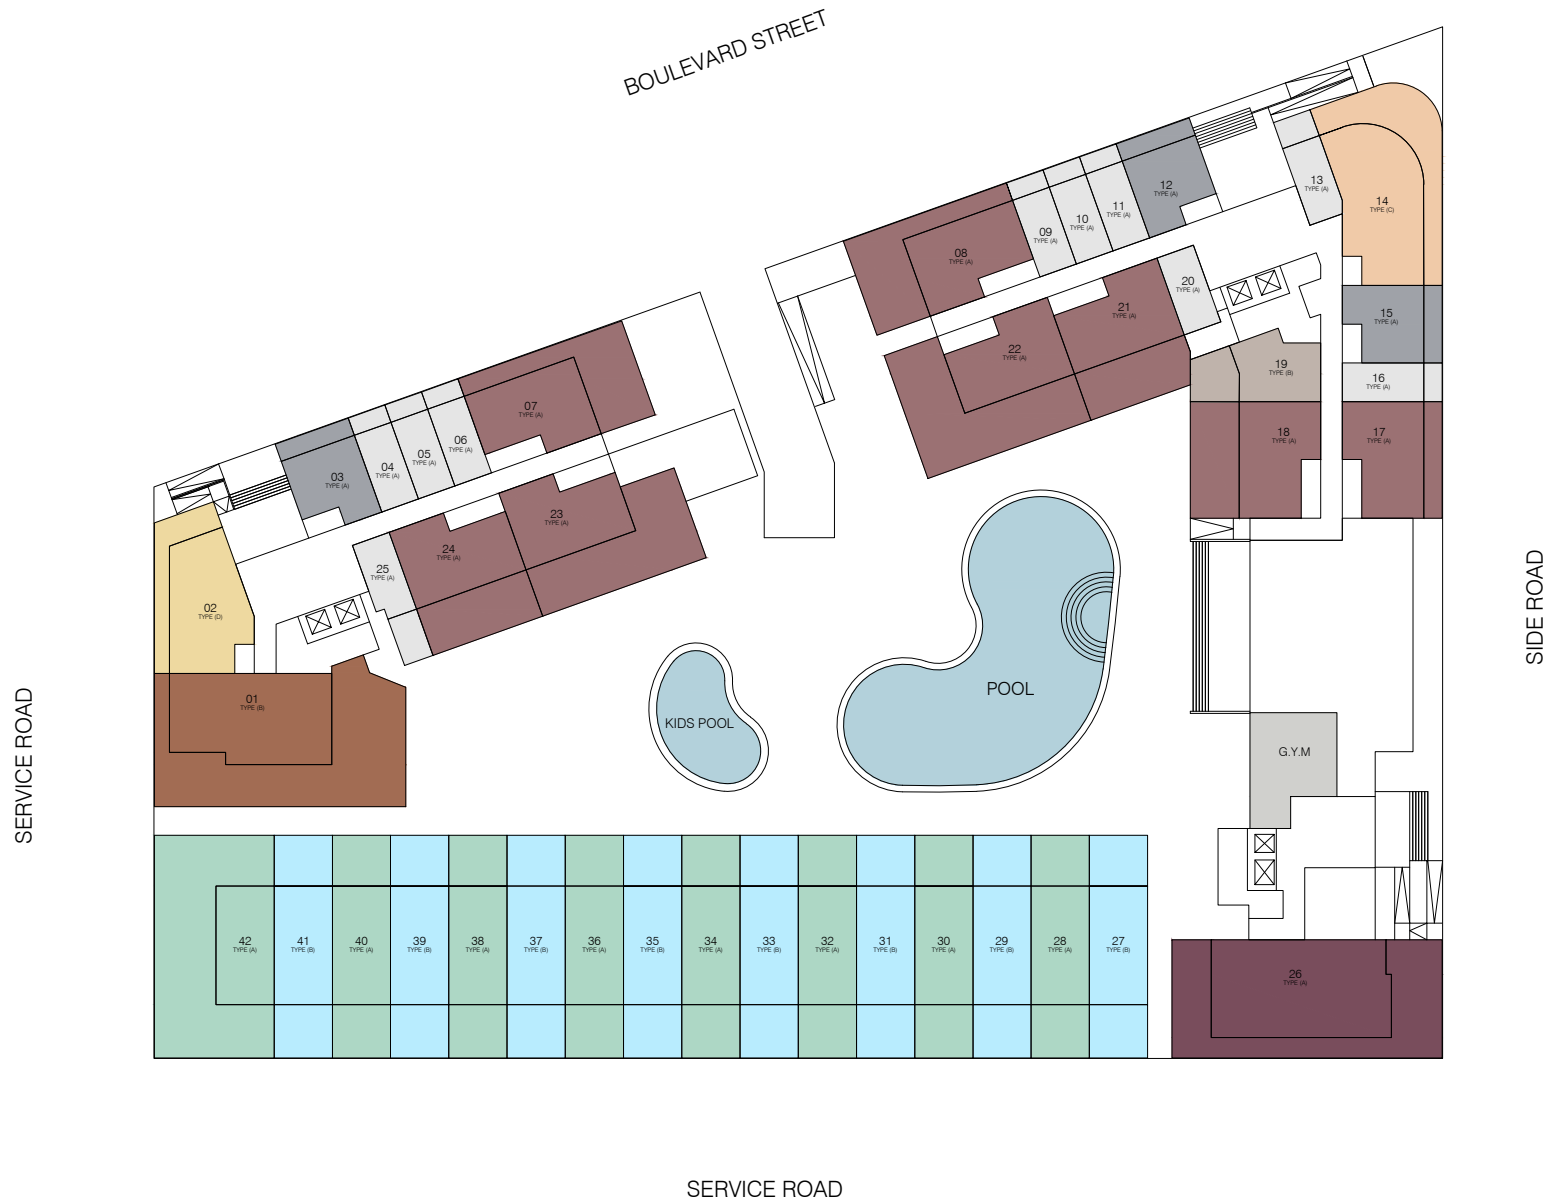 BOULEVARD STREET
13
TYPE (A)
14
TYPE (C)
12
TYPE (A)
11
TYPE (A)
10
TYPE (A)
09
TYPE (A)
08
TYPE (A)
20
TYPE (A)
21
TYPE (A)
22
TYPE (A)
15
TYPE (A)
19
TYPE (B)
16
TYPE (A)
18
TYPE (A)
17
TYPE (A)
07
TYPE (A)
06
TYPE (A)
05
TYPE (A)
04
TYPE (A)
03
TYPE (A)
23
TYPE (A)
24
TYPE (A)
25
TYPE (A)
02
TYPE (D)
01
TYPE (B)
KIDS POOL
POOL
G.Y.M
SIDE ROAD
SERVICE ROAD
42
TYPE (A)
41
TYPE (B)
40
TYPE (A)
39
TYPE (B)
38
TYPE (A)
37
TYPE (B)
36
TYPE (A)
35
TYPE (B)
34
TYPE (A)
33
TYPE (B)
32
TYPE (A)
31
TYPE (B)
30
TYPE (A)
29
TYPE (B)
28
TYPE (A)
27
TYPE (B)
26
TYPE (A)
SERVICE ROAD